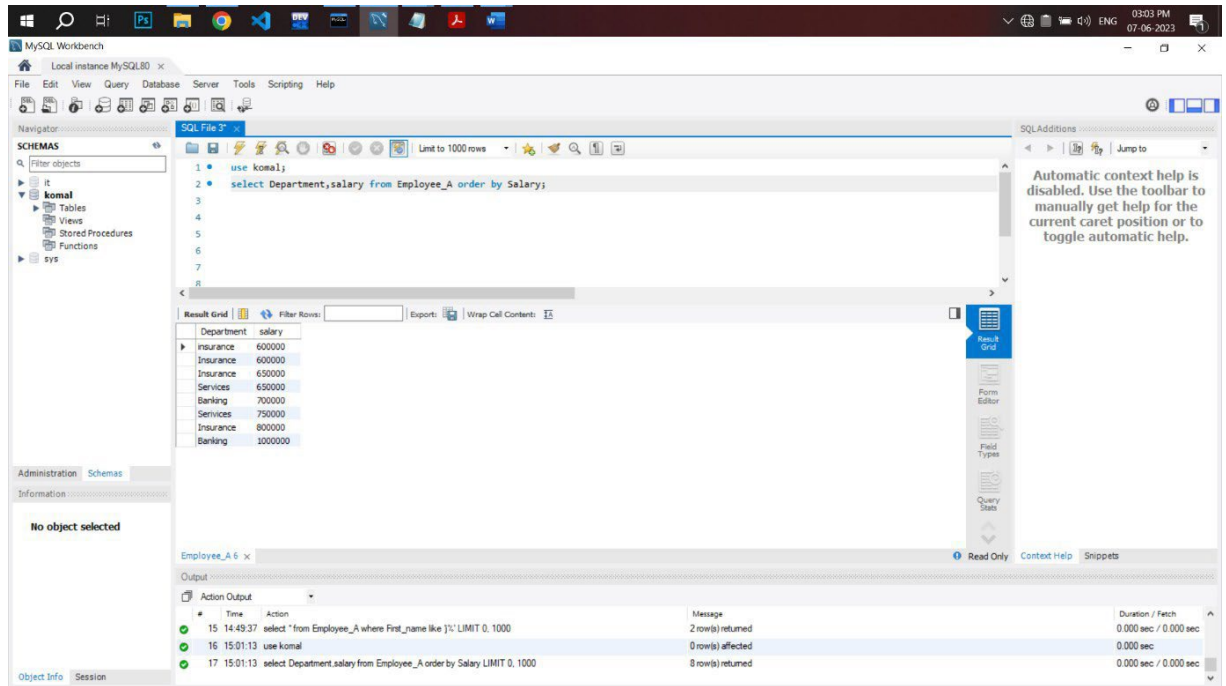 Ps
DEV
W
ENG
03:03 PM
07-06-2023
MySQL Workbench
Local instance MySQL80 ×
File Edit View Query Database Server Tools Scripting Help
Navigator
SCHEMAS
Filter objects
it
komal
Tables
Views
Stored Procedures
Functions
sys
Administration Schemas
Information
No object selected
Object Info Session
SQL File 3* ×
Limit to 1000 rows
1 use komal;
2 select Department,salary from Employee_A order by Salary;
3
4
5
6
7
8
Result Grid Filter Rows: Export: Wrap Cell Content:
Department salary
insurance 600000
Insurance 600000
Insurance 650000
Services 650000
Banking 700000
Serivices 750000
Insurance 800000
Banking 1000000
Result
Grid
Form
Editor
Field
Types
Query
Stats
Employee_A 6 ×
Read Only
SQLAdditions
Jump to
Automatic context help is
disabled. Use the toolbar to
manually get help for the
current caret position or to
toggle automatic help.
Context Help Snippets
Output
Action Output
# Time Action Message Duration / Fetch
15 14:49:37 select * from Employee_A where First_name like '}%' LIMIT 0, 1000 2 row(s) returned 0.000 sec / 0.000 sec
16 15:01:13 use komal 0 row(s) affected 0.000 sec
17 15:01:13 select Department,salary from Employee_A order by Salary LIMIT 0, 1000 8 row(s) returned 0.000 sec / 0.000 sec